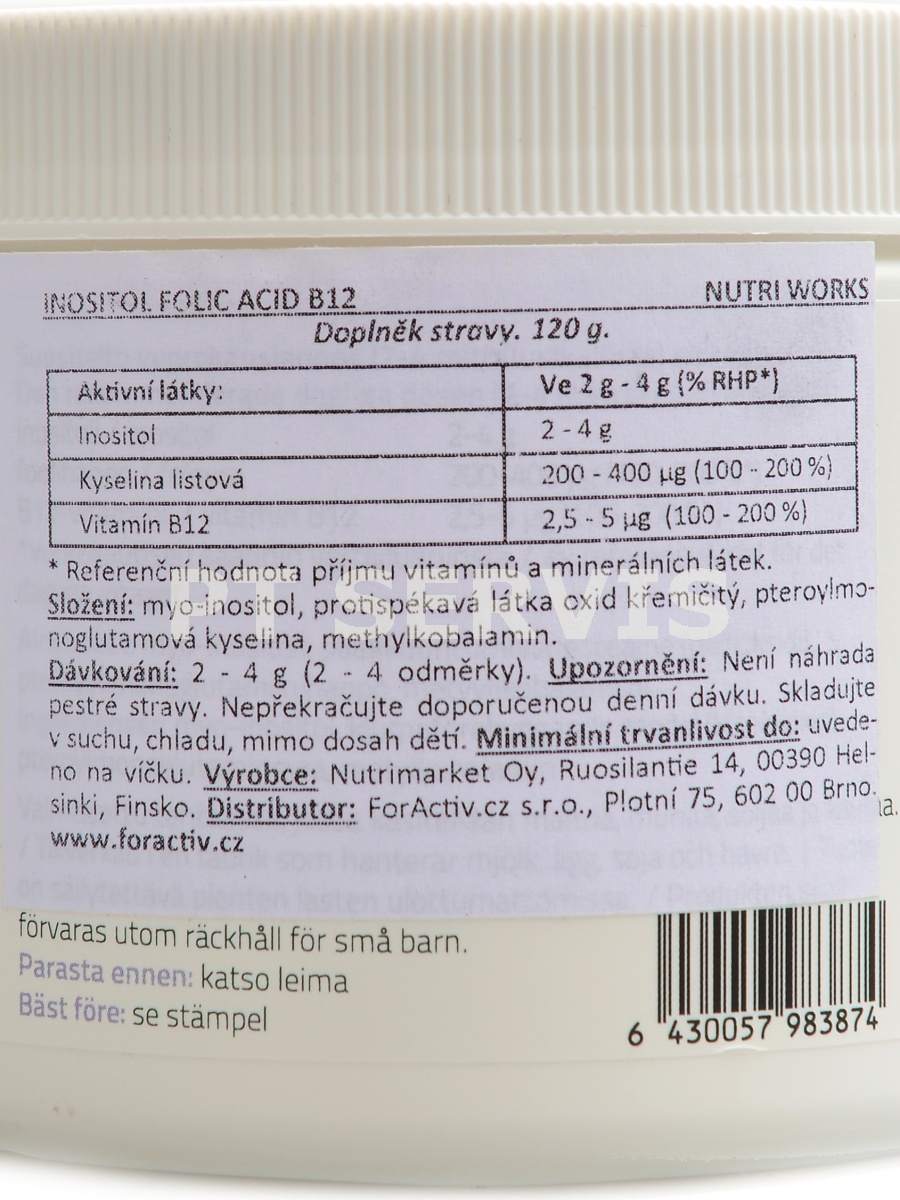 INOSITOL FOLIC ACID B12 NUTRI WORKS
Doplněk stravy. 120 g.
Aktivní látky: Ve 2 g - 4 g (% RHP*)
Inositol 2 - 4 g
Kyselina listová 200 - 400 µg (100 - 200 %)
Vitamín B12 2,5 - 5 µg (100 - 200 %)
* Referenční hodnota příjmu vitamínů a minerálních látek.
Složení: myo-inositol, protispékavá látka oxid křemičitý, pteroylmo-
noglutamová kyselina, methylkobalamin.
Dávkování: 2 - 4 g (2 - 4 odměrky). Upozornění: Není náhrada
pestré stravy. Nepřekračujte doporučenou denní dávku. Skladujte
v suchu, chladu, mimo dosah dětí. Minimální trvanlivost do: uvede-
no na víčku. Výrobce: Nutrimarket Oy, Ruosilantie 14, 00390 Hel-
sinki, Finsko. Distributor: ForActiv.cz s.r.o., Plotní 75, 602 00 Brno.
www.foractiv.cz
PT SERVIS
förvaras utom räckhåll för små barn.
Parasta ennen: katso leima
Bäst före: se stämpel
6 430057 983874